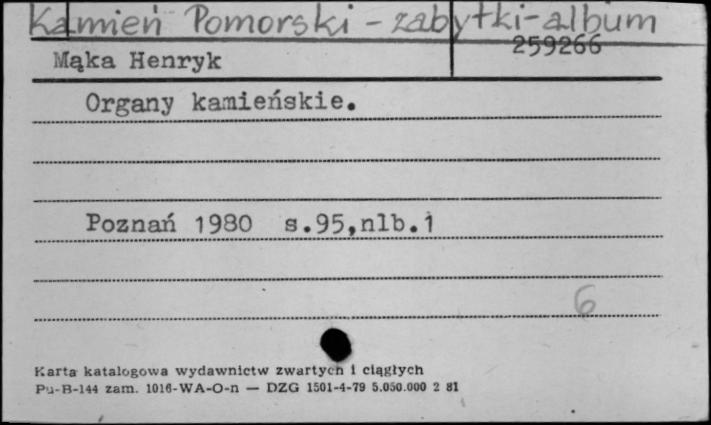 Kamień Pomorski - zabytki - album
259266
Mąka Henryk
Organy kamieńskie.
Poznań 1980 s.95,nlb.1
6
Karta katalogowa wydawnictw zwartych i ciągłych
Pu-B-144 zam. 1016-WA-O-n — DZG 1501-4-79 5.050.000 2 81